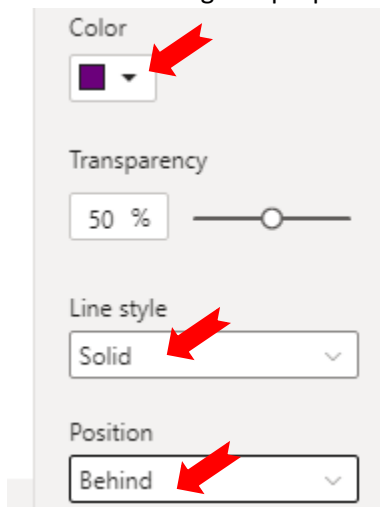 Color
Transparency
50 %
Line style
Solid
Position
Behind